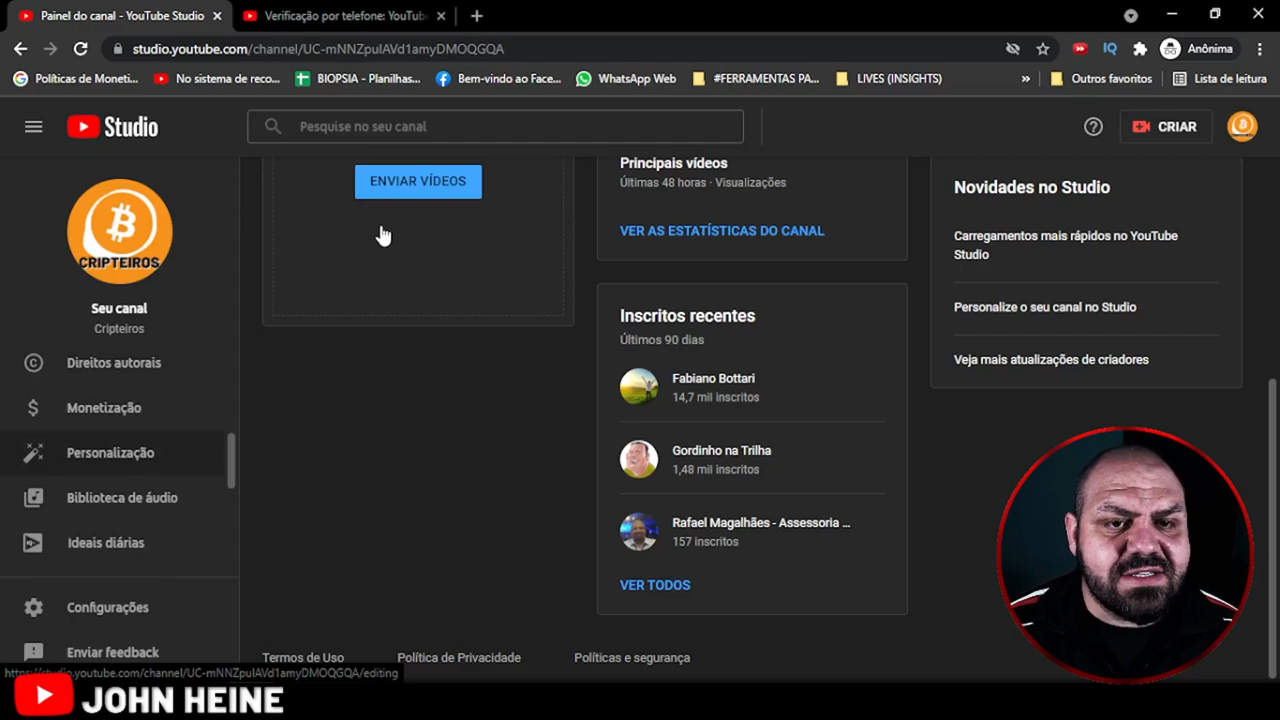 Painel do canal - YouTube Studio
Verificação por telefone: YouTub
studio.youtube.com/channel/UC-mNNZpuIAVd1amyDMOQGQA
Anônima
Políticas de Moneti...
No sistema de reco...
BIOPSIA - Planilhas...
Bem-vindo ao Face...
WhatsApp Web
#FERRAMENTAS PA...
LIVES (INSIGHTS)
»
Outros favoritos
Lista de leitura
Studio
Pesquise no seu canal
CRIAR
CRIPTEIROS
Seu canal
Cripteiros
Direitos autorais
Monetização
Personalização
Biblioteca de áudio
Ideais diárias
Configurações
Enviar feedback
ENVIAR VÍDEOS
Principais vídeos
Últimas 48 horas · Visualizações
VER AS ESTATÍSTICAS DO CANAL
Inscritos recentes
Últimos 90 dias
Fabiano Bottari
14,7 mil inscritos
Gordinho na Trilha
1,48 mil inscritos
Rafael Magalhães - Assessoria ...
157 inscritos
VER TODOS
Novidades no Studio
Carregamentos mais rápidos no YouTube
Studio
Personalize o seu canal no Studio
Veja mais atualizações de criadores
Termos de Uso
Política de Privacidade
Políticas e segurança
https://studio.youtube.com/channel/UC-mNNZpuIAVd1amyDMOQGQA/editing
JOHN HEINE